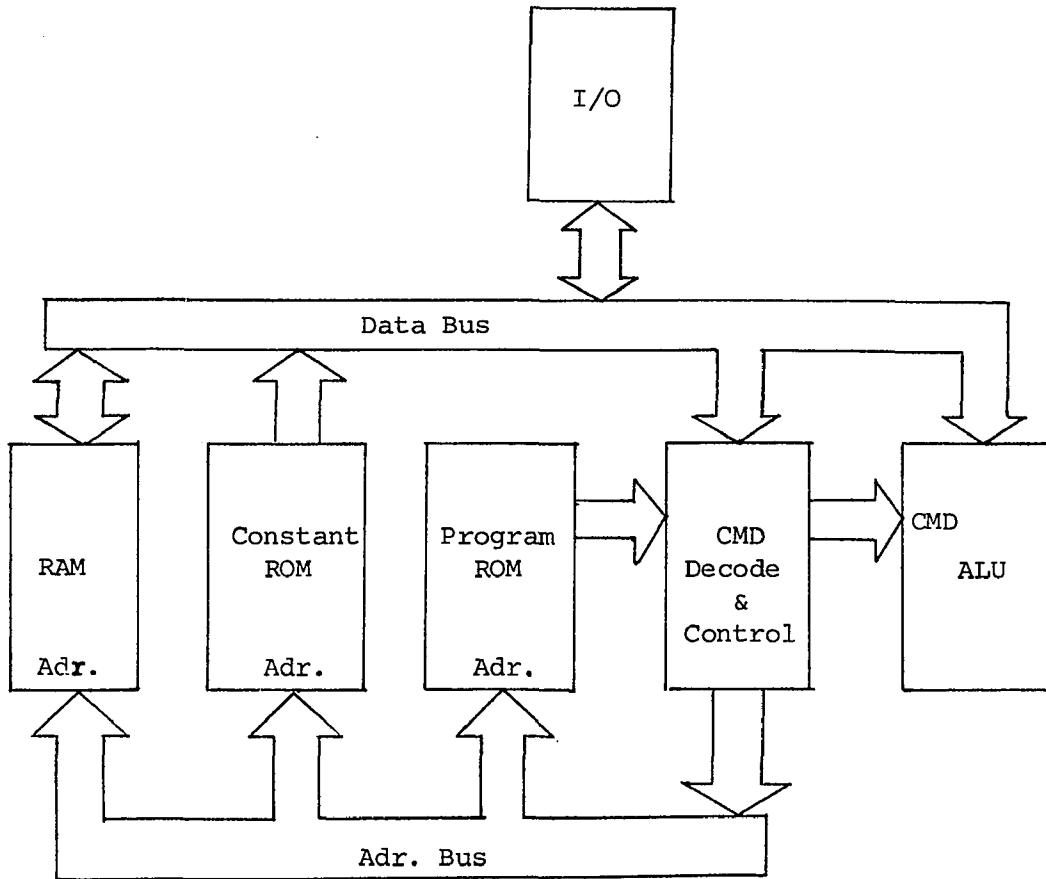 I/O
Data Bus
RAM
Adr.
Constant
ROM
Adr.
Program
ROM
Adr.
CMD
Decode
&
Control
CMD
ALU
Adr. Bus